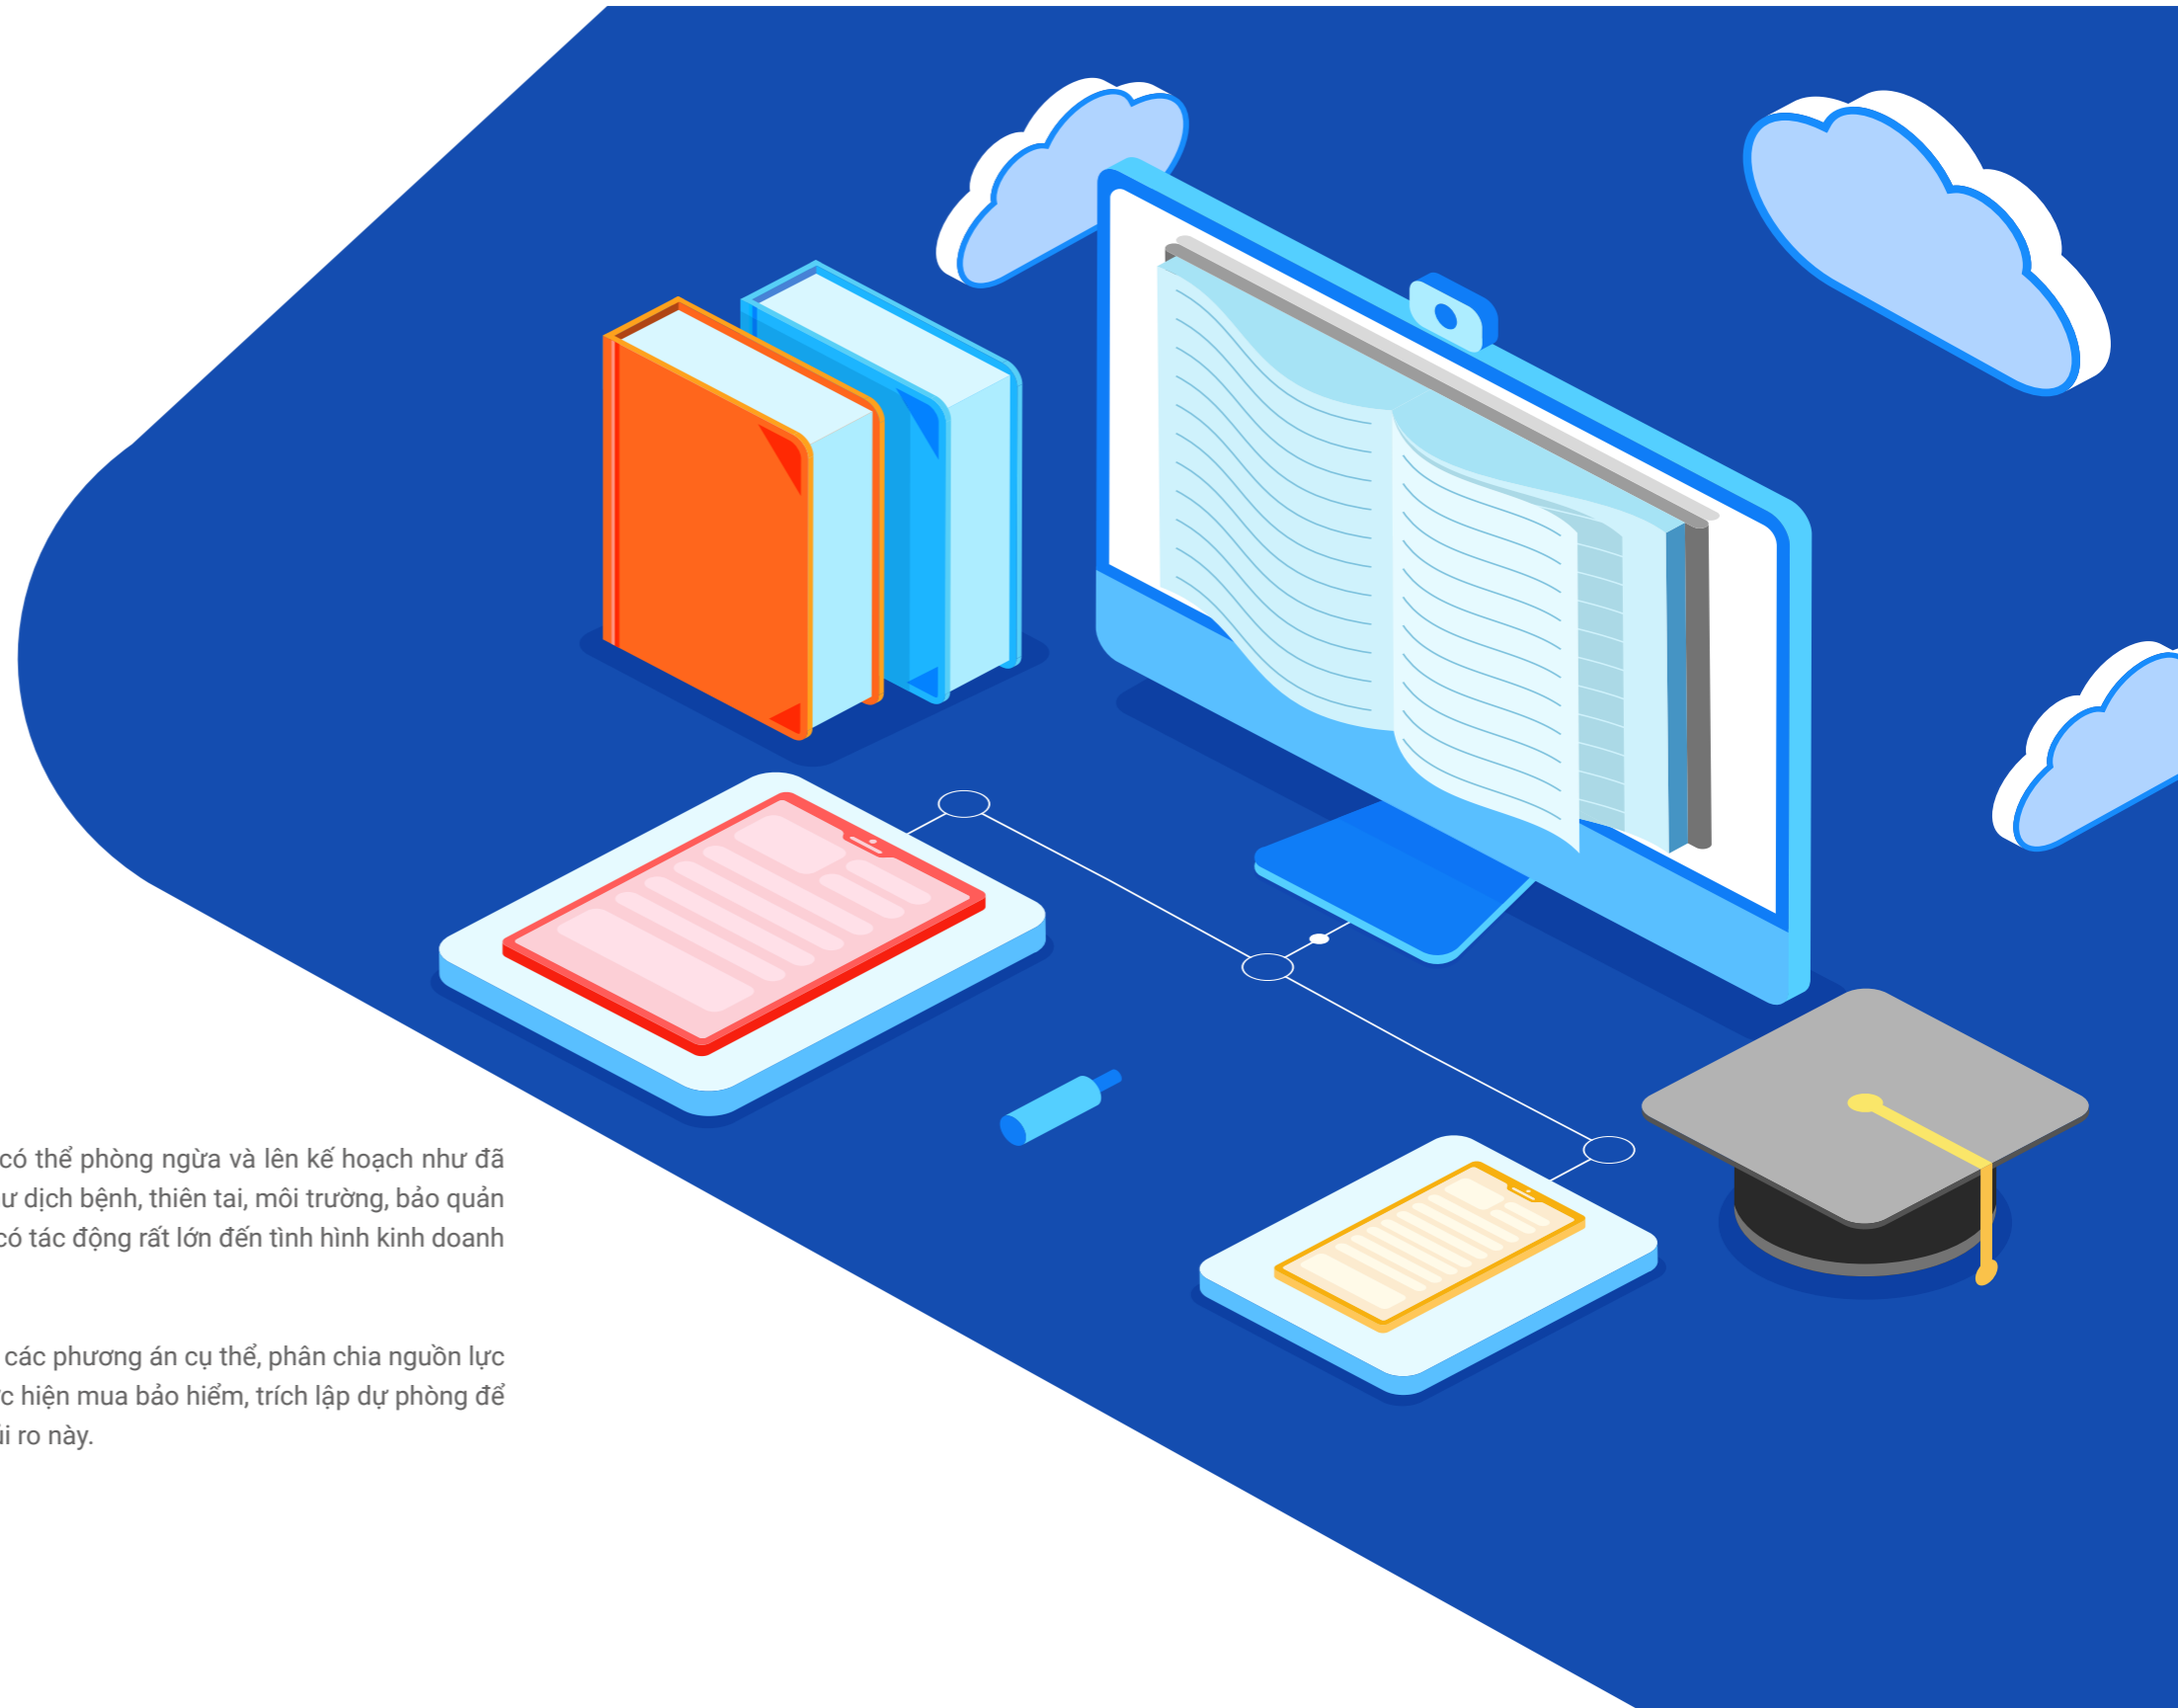 có thể phòng ngừa và lên kế hoạch như đã
dịch bệnh, thiên tai, môi trường, bảo quản
có tác động rất lớn đến tình hình kinh doanh
các phương án cụ thể, phân chia nguồn lực
hiện mua bảo hiểm, trích lập dự phòng để
ro này.